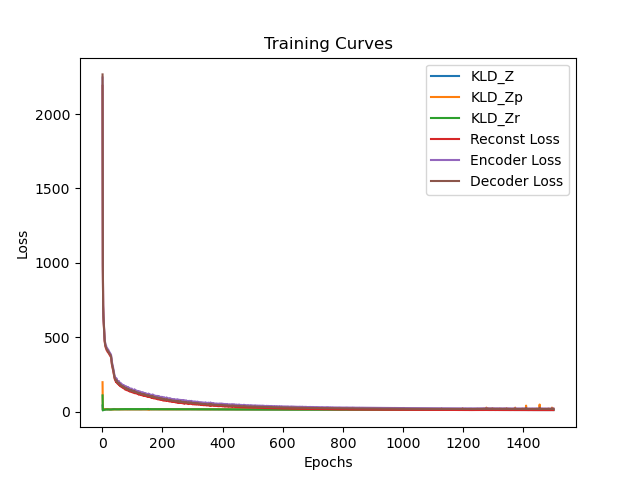 Training Curves
KLD_Z
KLD_Zp
KLD_Zr
Reconst Loss
Encoder Loss
Decoder Loss
2000
1500
1000
500
0
Loss
0 200 400 600 800 1000 1200 1400
Epochs